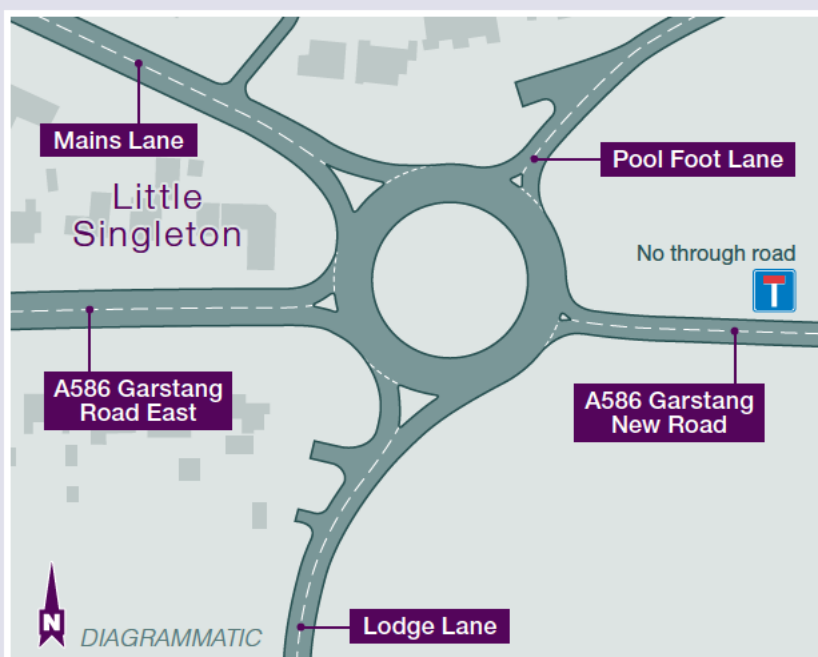 Mains Lane
Pool Foot Lane
Little
Singleton
No through road
A586 Garstang
Road East
A586 Garstang
New Road
Lodge Lane
N
DIAGRAMMATIC